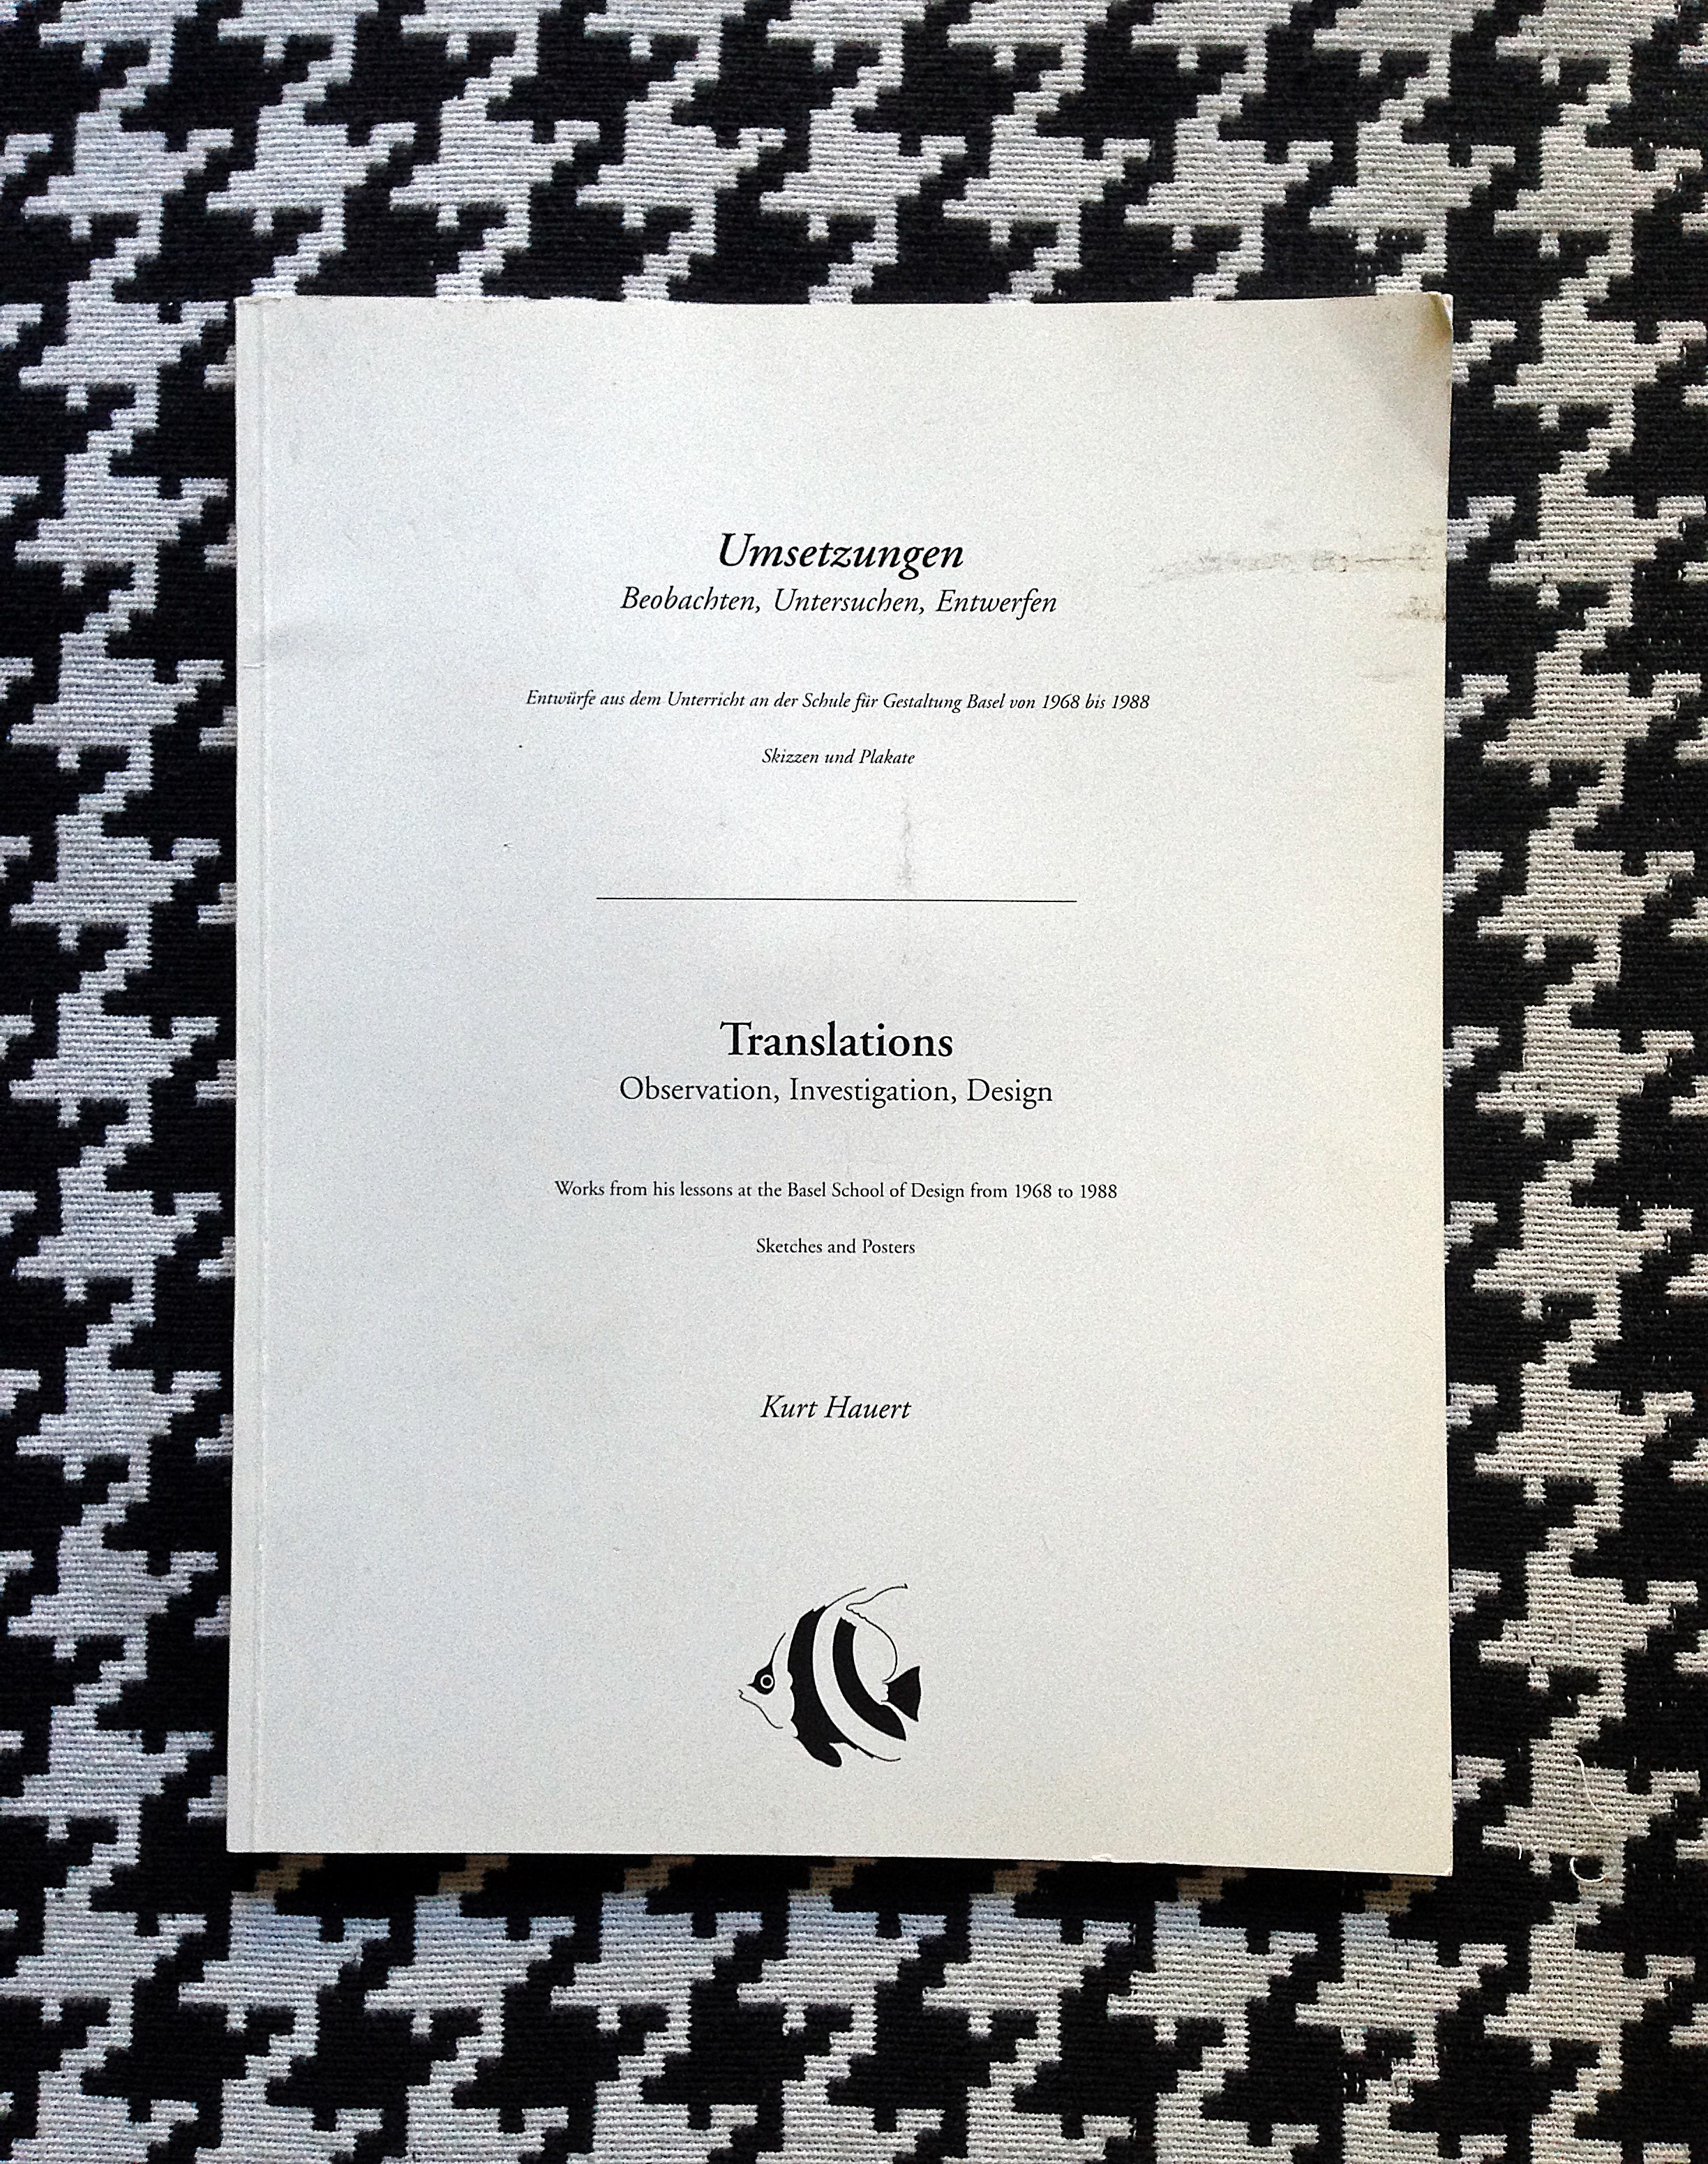 Umsetzungen
Beobachten, Untersuchen, Entwerfen
Entwürfe aus dem Unterricht an der Schule für Gestaltung Basel von 1968 bis 1988
Skizzen und Plakate
Translations
Observation, Investigation, Design
Works from his lessons at the Basel School of Design from 1968 to 1988
Sketches and Posters
Kurt Hauert